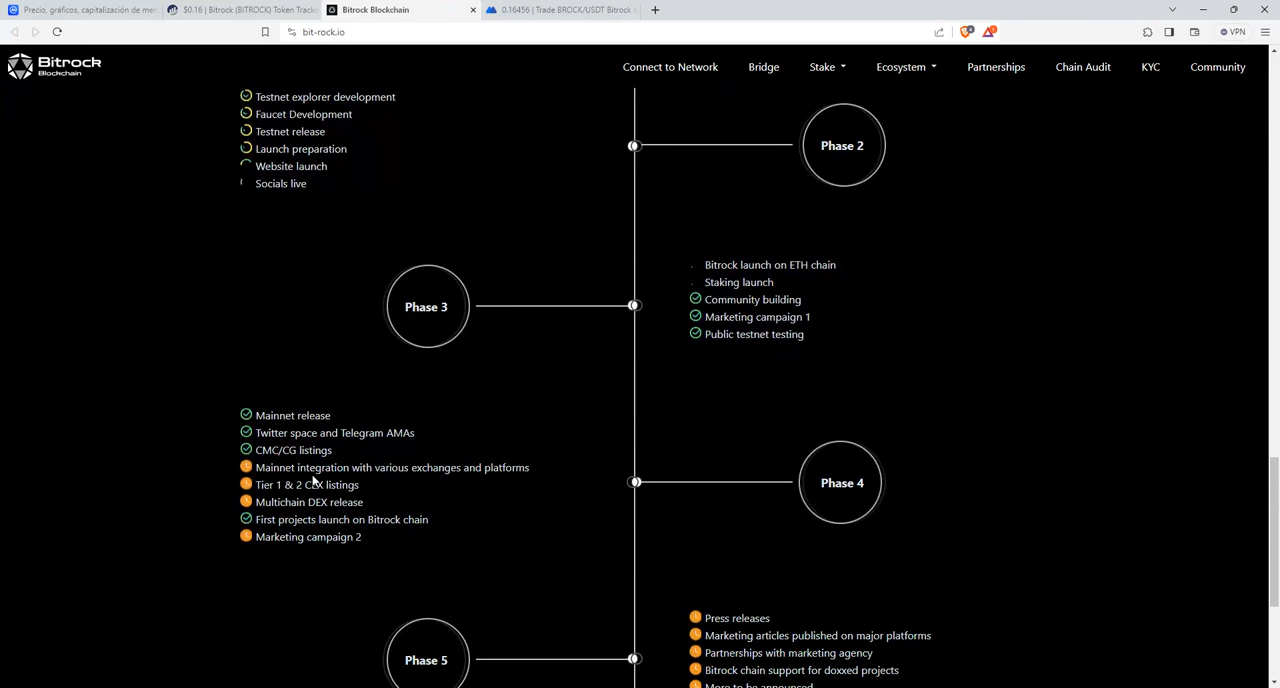 Precio, gráficos, capitalización de mer
$0.16 | Bitrock (BITROCK) Token Track
Bitrock Blockchain
0.16456 | Trade BROCK/USDT Bitrock
bit-rock.io
VPN
Bitrock
Blockchain
Connect to Network
Bridge
Stake
Ecosystem
Partnerships
Chain Audit
KYC
Community
Testnet explorer development
Faucet Development
Testnet release
Launch preparation
Website launch
Socials live
Phase 2
Bitrock launch on ETH chain
Staking launch
Community building
Marketing campaign 1
Public testnet testing
Phase 3
Mainnet release
Twitter space and Telegram AMAs
CMC/CG listings
Mainnet integration with various exchanges and platforms
Tier 1 & 2 CEX listings
Multichain DEX release
First projects launch on Bitrock chain
Marketing campaign 2
Phase 4
Press releases
Marketing articles published on major platforms
Partnerships with marketing agency
Bitrock chain support for doxxed projects
More to be announced
Phase 5